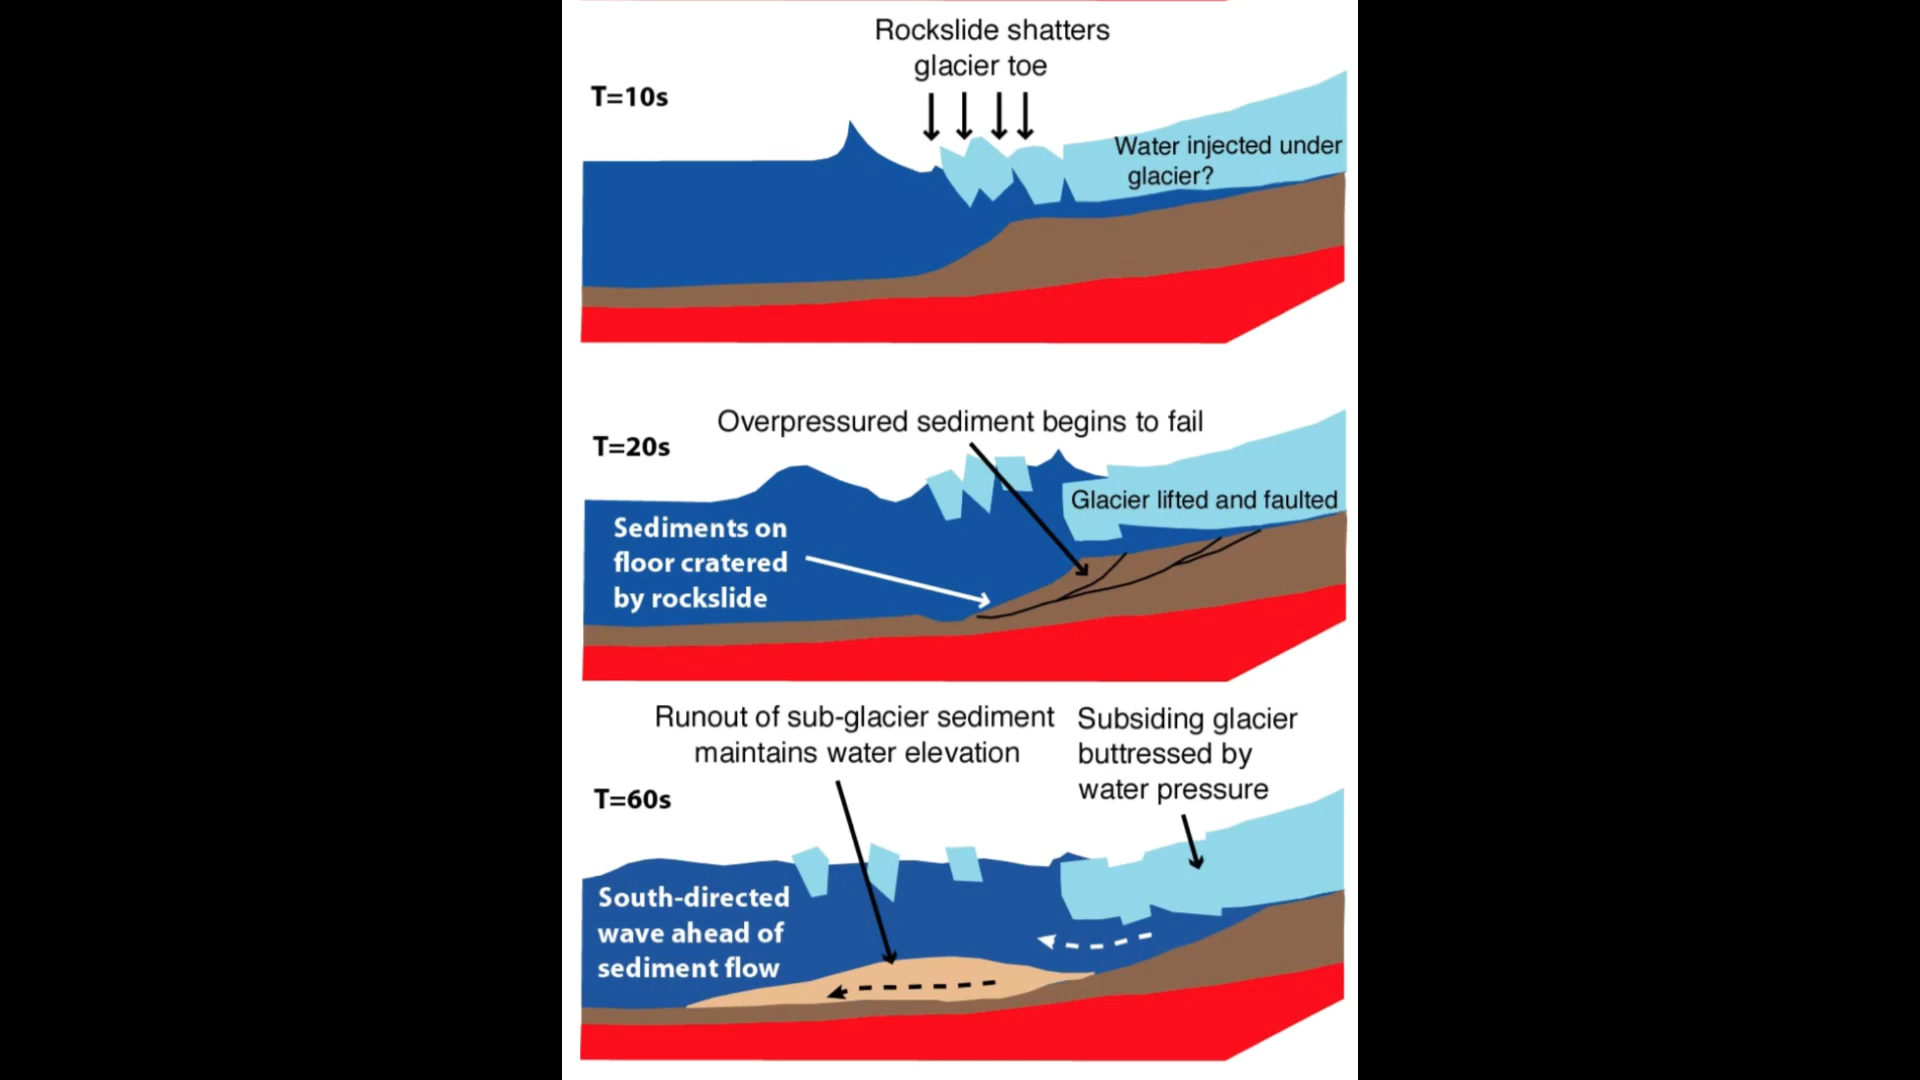 Rockslide shatters
glacier toe
T=10s
Water injected under
glacier?
Overpressured sediment begins to fail
T=20s
Glacier lifted and faulted
Sediments on
floor cratered
by rockslide
Runout of sub-glacier sediment
maintains water elevation
Subsiding glacier
buttressed by
water pressure
T=60s
South-directed
wave ahead of
sediment flow